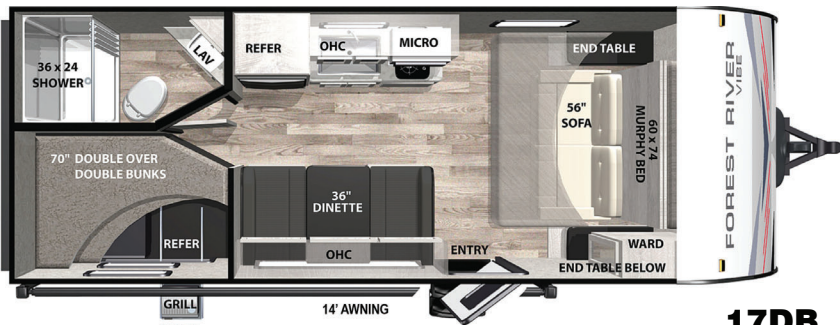 36 x 24
SHOWER
LAV
REFER
OHC
MICRO
END TABLE
56"
SOFA
60 x 74
MURPHY BED
FOREST RIVER
VIBE
70" DOUBLE OVER
DOUBLE BUNKS
36"
DINETTE
REFER
OHC
ENTRY
WARD
END TABLE BELOW
GRILL
14' AWNING
17DB